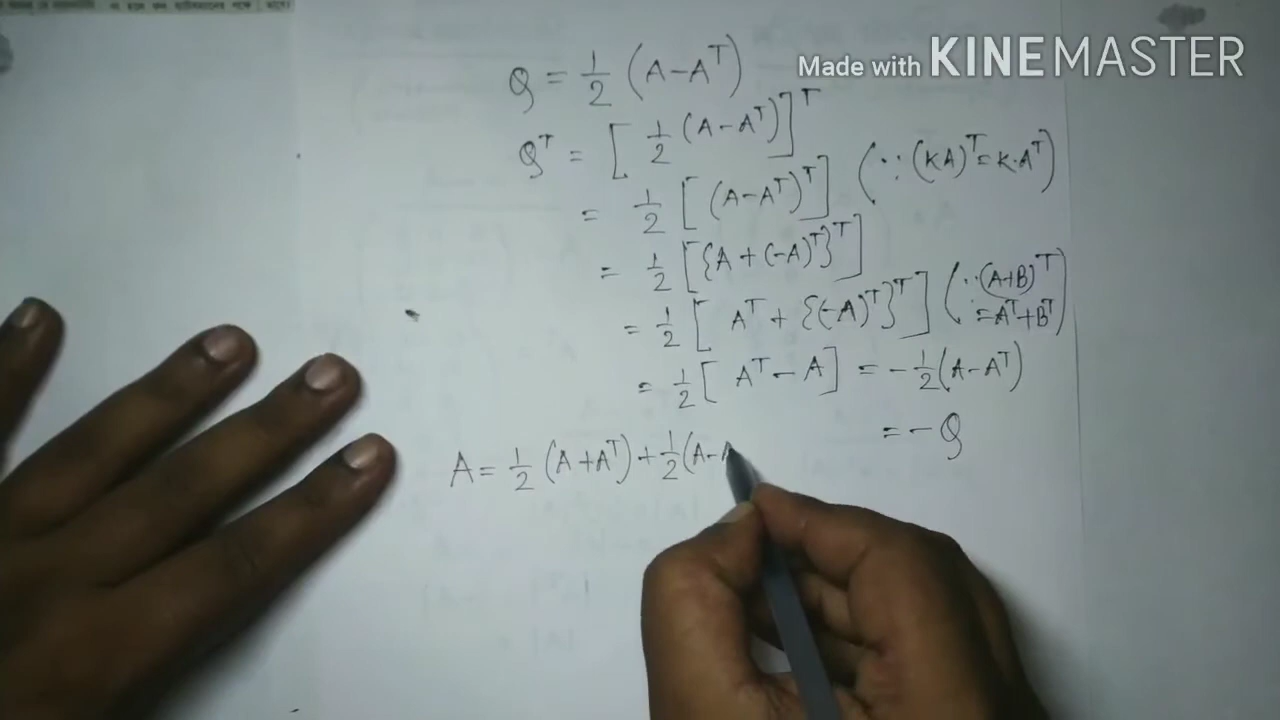 Made with KINEMASTER
Q = 1/2 (A-A^T)
Q^T = [ 1/2 (A-A^T)]^T
= 1/2 [ (A-A^T)^T] (∵ (KA)^T = K·A^T)
= 1/2 [{A + (-A)^T}^T]
= 1/2 [ A^T + {(-A)^T}^T] (∵ (A+B)^T
= A^T+B^T)
= 1/2 [ A^T - A] = -1/2 (A-A^T)
= - Q
A = 1/2 (A+A^T) + 1/2 (A-A